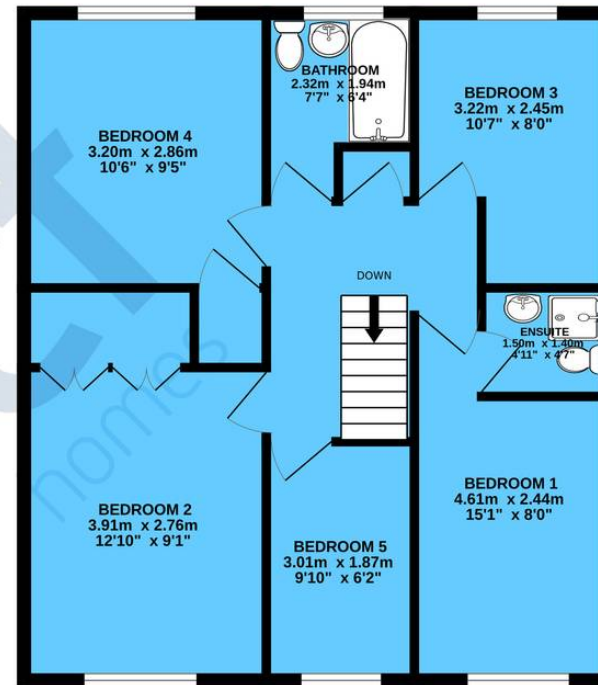 BATHROOM
2.32m x 1.94m
7'7" x 6'4"
BEDROOM 3
3.22m x 2.45m
10'7" x 8'0"
BEDROOM 4
3.20m x 2.86m
10'6" x 9'5"
DOWN
ENSUITE
1.50m x 1.40m
4'11" x 4'7"
BEDROOM 1
4.61m x 2.44m
15'1" x 8'0"
BEDROOM 2
3.91m x 2.76m
12'10" x 9'1"
BEDROOM 5
3.01m x 1.87m
9'10" x 6'2"
homes